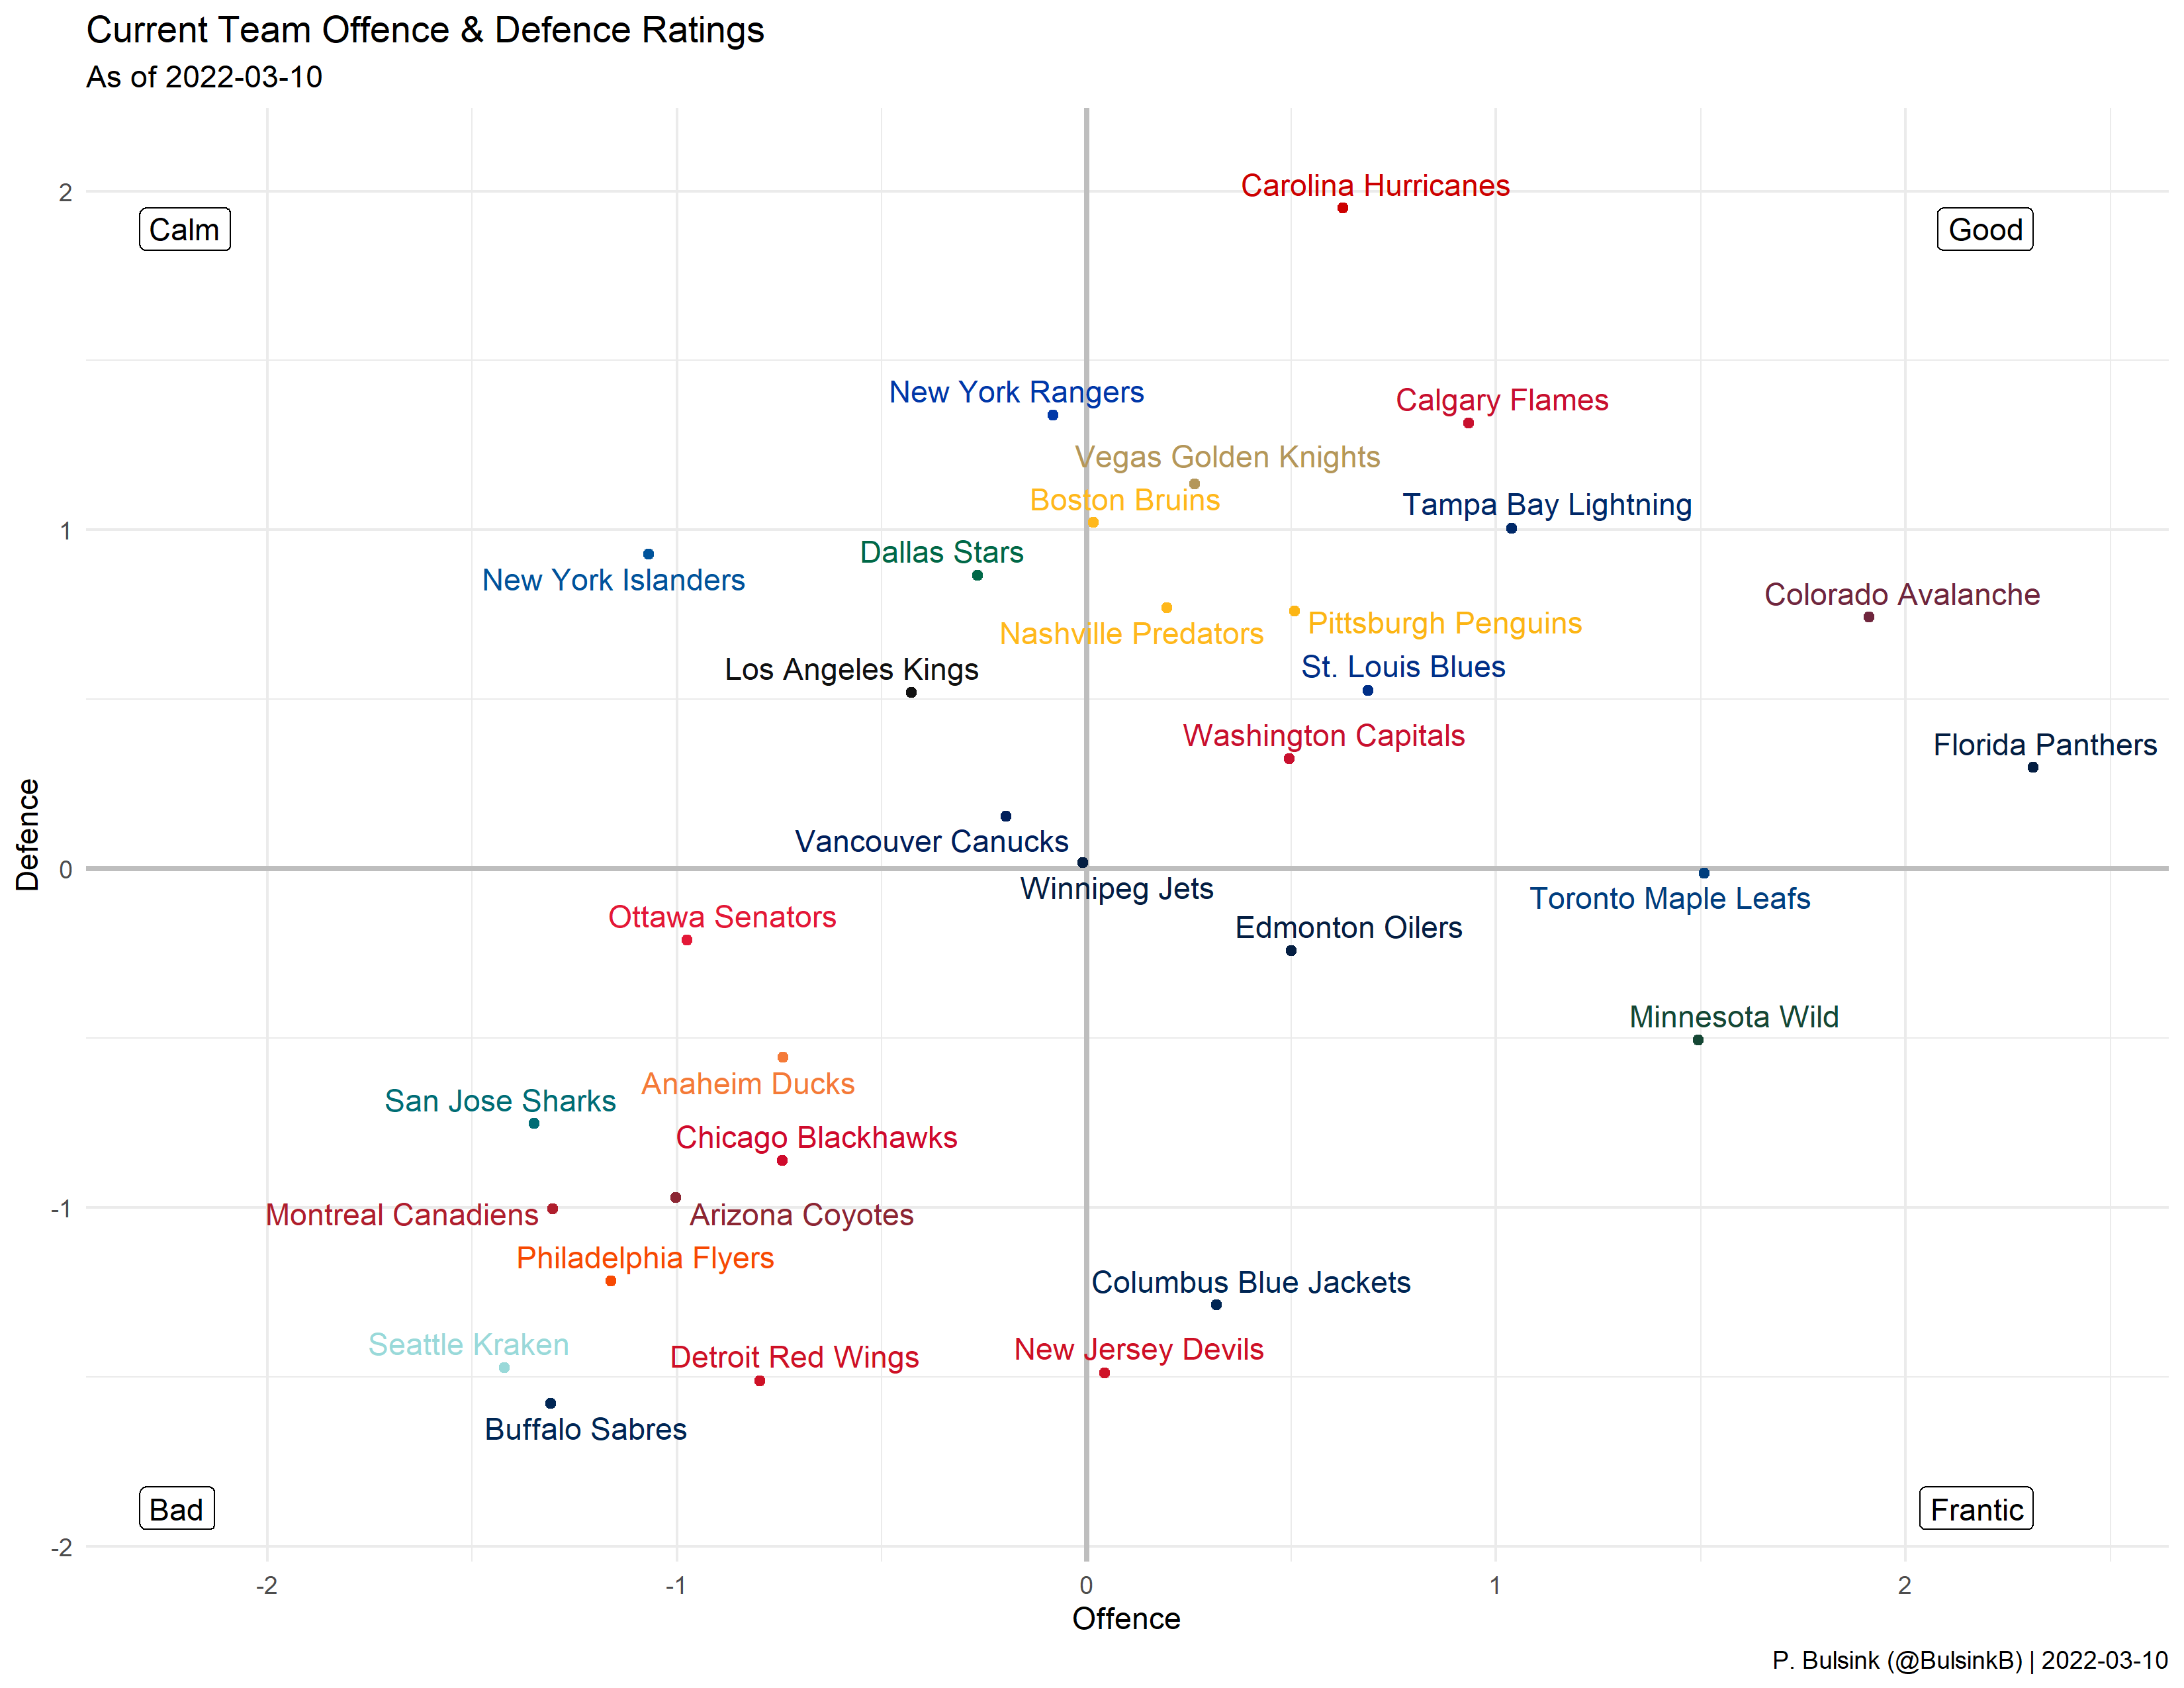 Current Team Offence & Defence Ratings
As of 2022-03-10
Carolina Hurricanes
2
Calm
Good
New York Rangers
Calgary Flames
Vegas Golden Knights
Boston Bruins
Tampa Bay Lightning
1
Dallas Stars
New York Islanders
Colorado Avalanche
Nashville Predators
Pittsburgh Penguins
Los Angeles Kings
St. Louis Blues
Washington Capitals
Florida Panthers
Defence
Vancouver Canucks
0
Winnipeg Jets
Toronto Maple Leafs
Ottawa Senators
Edmonton Oilers
Minnesota Wild
Anaheim Ducks
San Jose Sharks
Chicago Blackhawks
-1
Montreal Canadiens
Arizona Coyotes
Philadelphia Flyers
Columbus Blue Jackets
Seattle Kraken
Detroit Red Wings
New Jersey Devils
Buffalo Sabres
Bad
Frantic
-2
-2 -1 0 1 2
Offence
P. Bulsink (@BulsinkB) | 2022-03-10